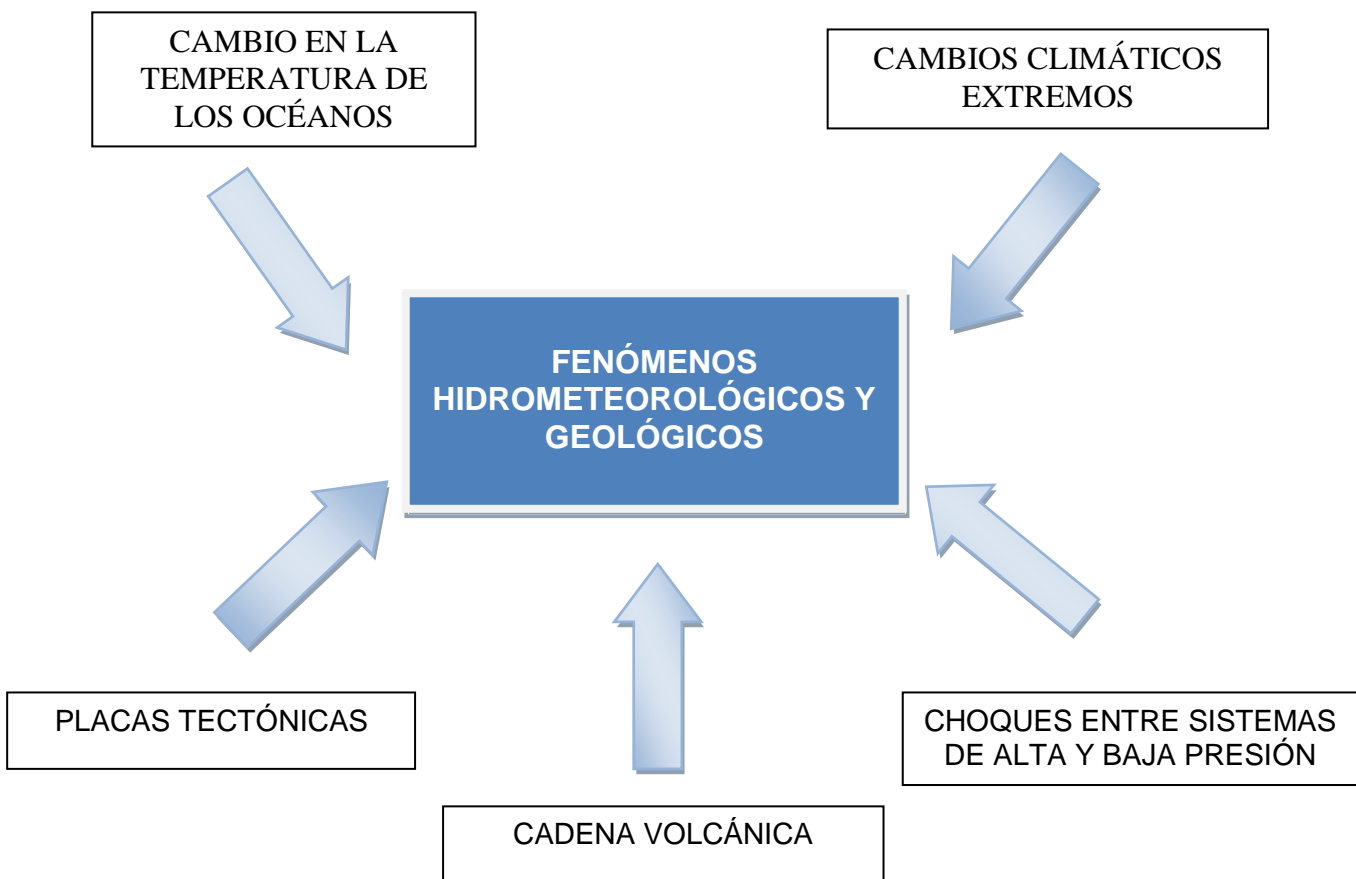 CAMBIO EN LA
TEMPERATURA DE
LOS OCÉANOS
CAMBIOS CLIMÁTICOS
EXTREMOS
FENÓMENOS
HIDROMETEOROLÓGICOS Y
GEOLÓGICOS
PLACAS TECTÓNICAS
CHOQUES ENTRE SISTEMAS
DE ALTA Y BAJA PRESIÓN
CADENA VOLCÁNICA